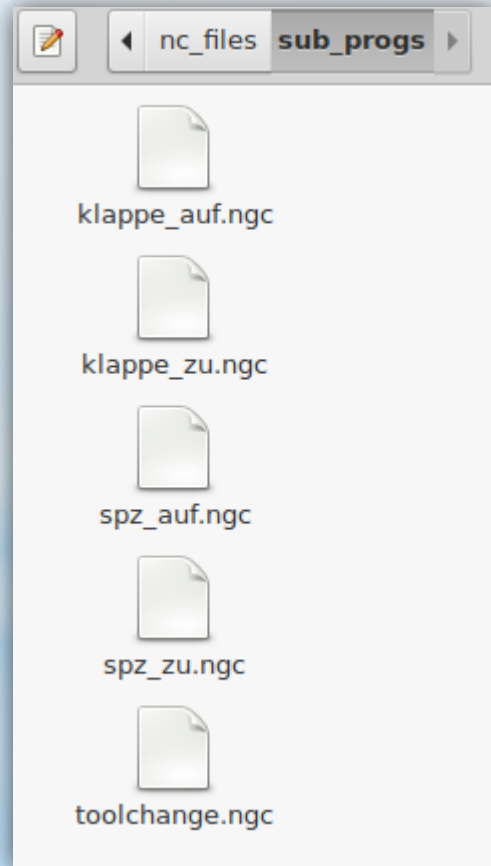 nc_files sub_progs
klappe_auf.ngc
klappe_zu.ngc
spz_auf.ngc
spz_zu.ngc
toolchange.ngc